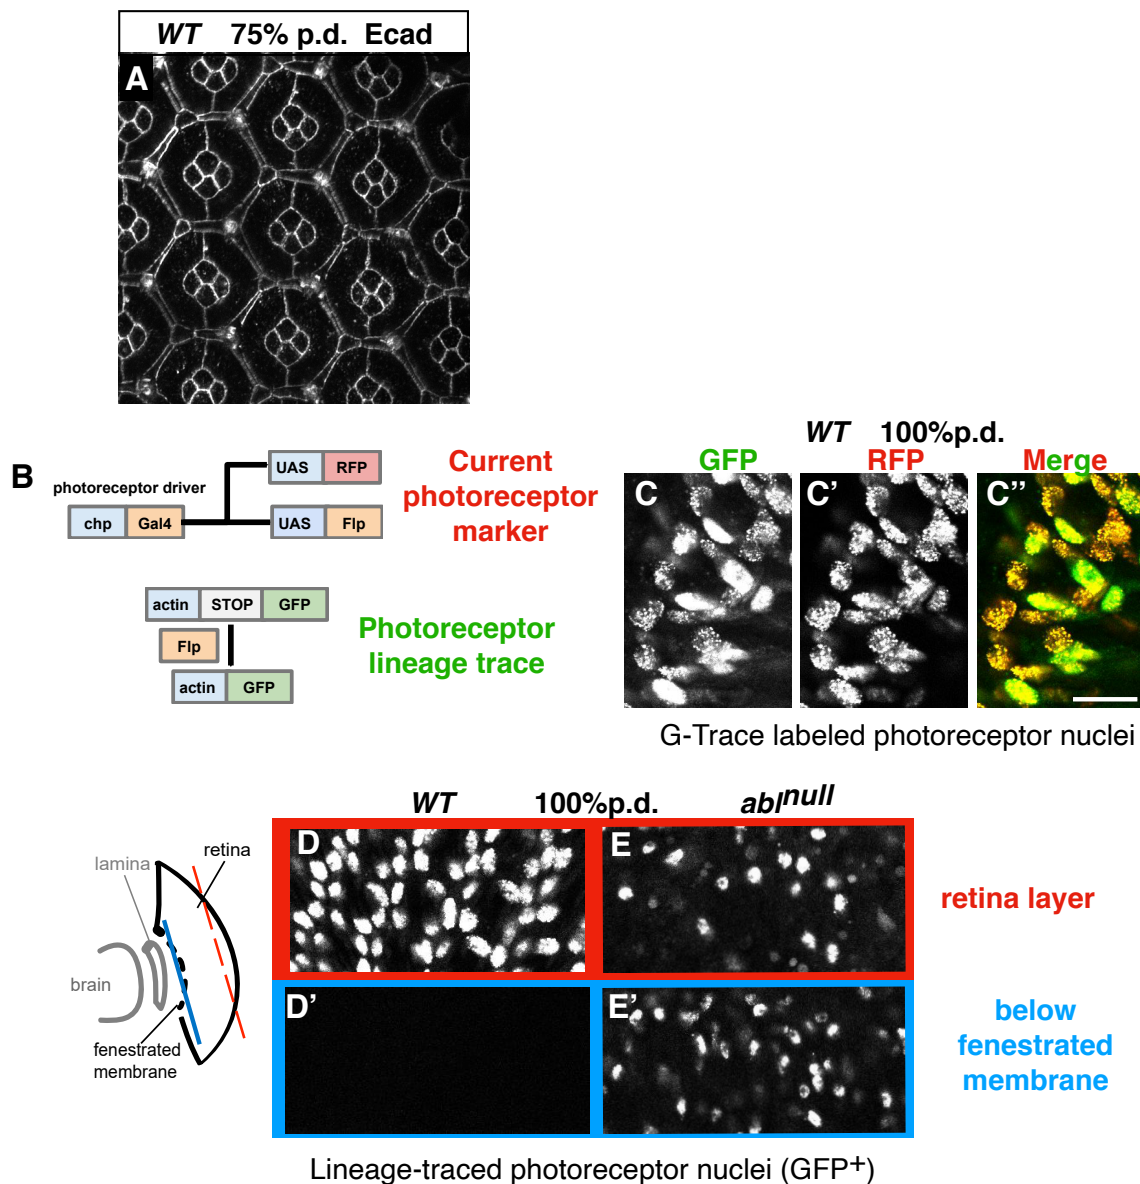 WT 75% p.d. Ecad
A
B
photoreceptor driver
chp Gal4
UAS RFP
UAS Flp
Current
photoreceptor
marker
actin STOP GFP
Flp
actin GFP
Photoreceptor
lineage trace
WT 100%p.d.
GFP RFP Merge
C C' C''
G-Trace labeled photoreceptor nuclei
WT 100%p.d. abl^null
D E
retina layer
D' E'
below
fenestrated
membrane
lamina
retina
brain
fenestrated
membrane
Lineage-traced photoreceptor nuclei (GFP+)